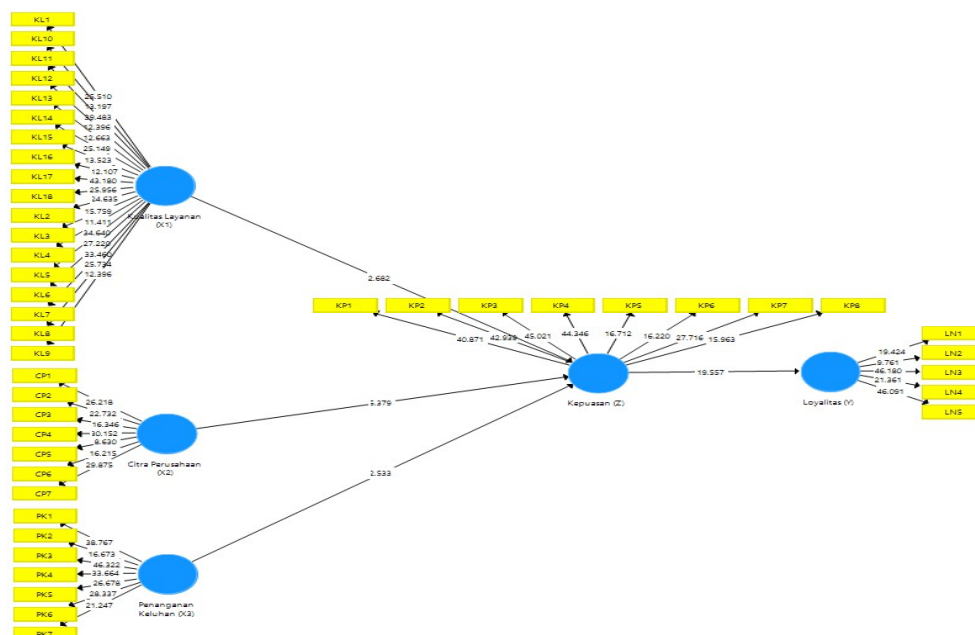 KL1
KL10
KL11
KL12
KL13
KL14
KL15
KL16
KL17
KL18
KL2
KL3
KL4
KL5
KL6
KL7
KL8
KL9
13.197
39.483
12.396
12.663
25.149
13.523
12.107
43.180
25.956
15.759
11.411
34.640
27.220
33.460
25.734
12.396
Kualitas Layanan
(X1)
2.682
KP1
KP2
KP3
KP4
KP5
KP6
KP7
KP8
40.871
42.939
45.021
44.346
16.712
16.220
27.716
15.963
Kepuasan (Z)
19.557
Loyalitas (Y)
19.424
9.761
46.180
21.361
46.091
LN1
LN2
LN3
LN4
LN5
CP1
CP2
CP3
CP4
CP5
CP6
CP7
26.218
22.732
16.346
30.152
8.630
16.215
29.875
Citra Perusahaan
(X2)
PK1
PK2
PK3
PK4
PK5
PK6
PK7
38.767
16.673
46.322
33.664
26.678
28.337
21.247
Penanganan
Keluhan (X3)
2.533